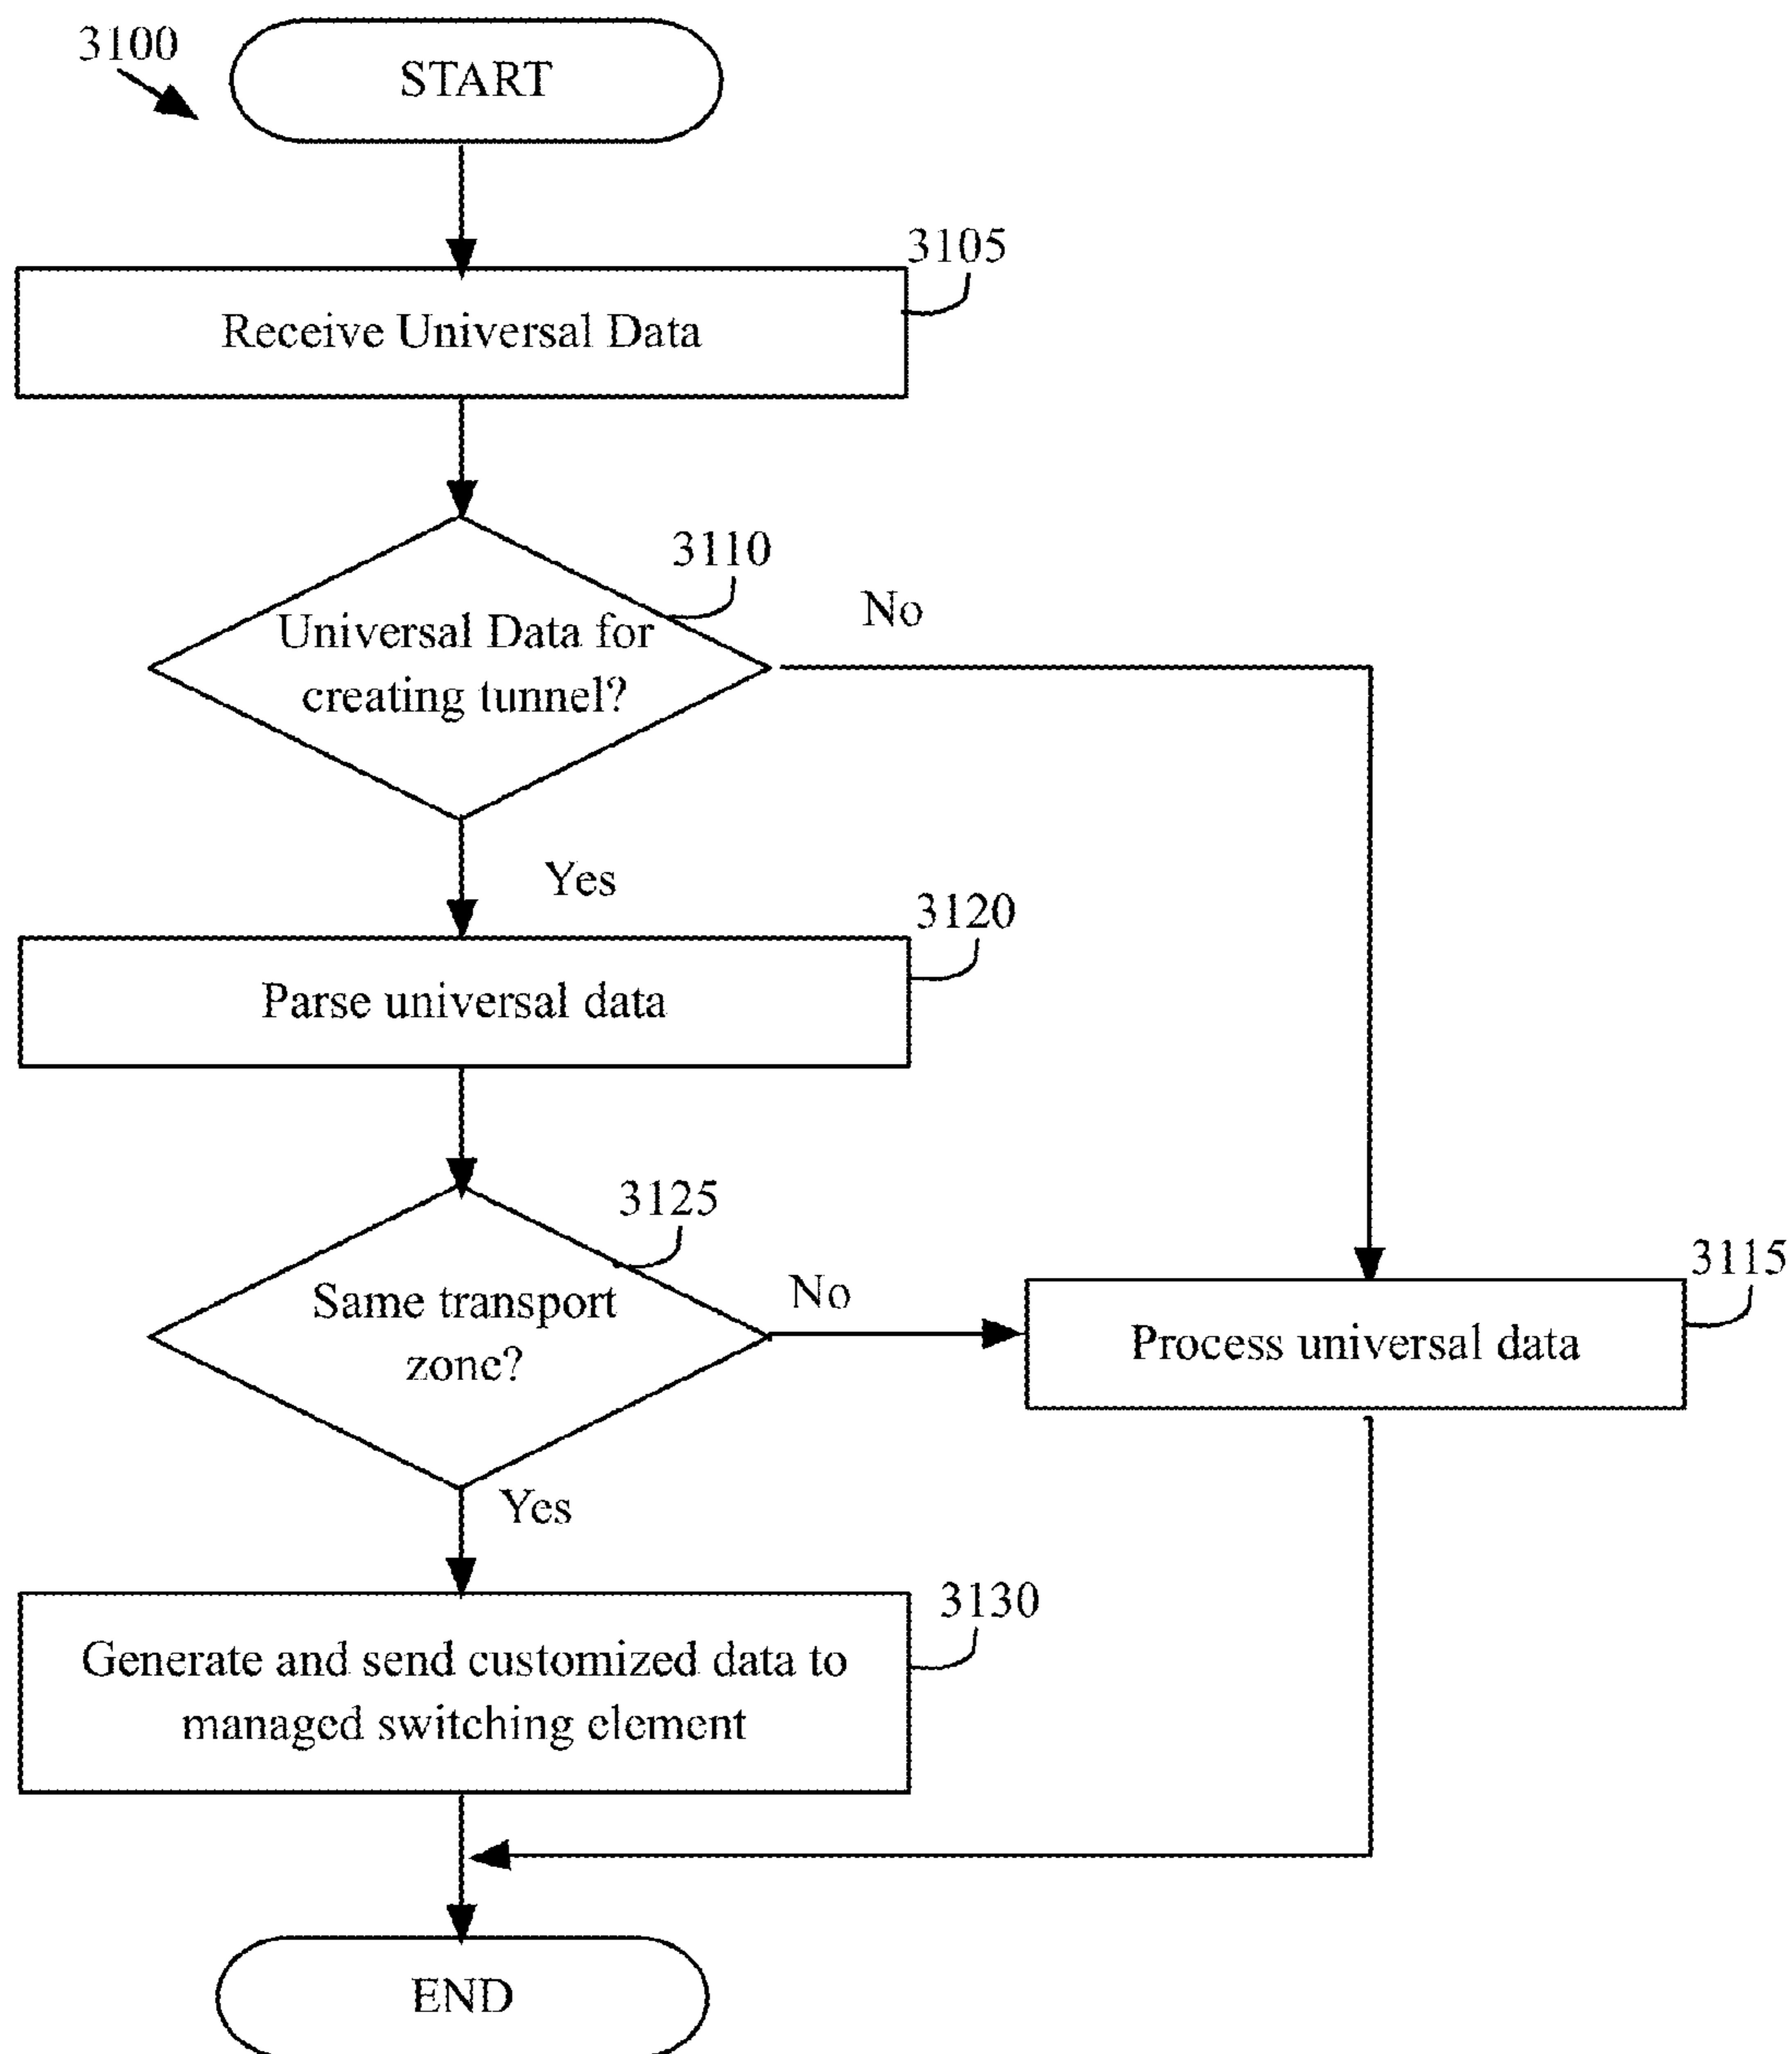 3100
START
3105
Receive Universal Data
3110
No
Universal Data for
creating tunnel?
Yes
3120
Parse universal data
3125
Same transport
zone?
No
3115
Process universal data
Yes
3130
Generate and send customized data to
managed switching element
END